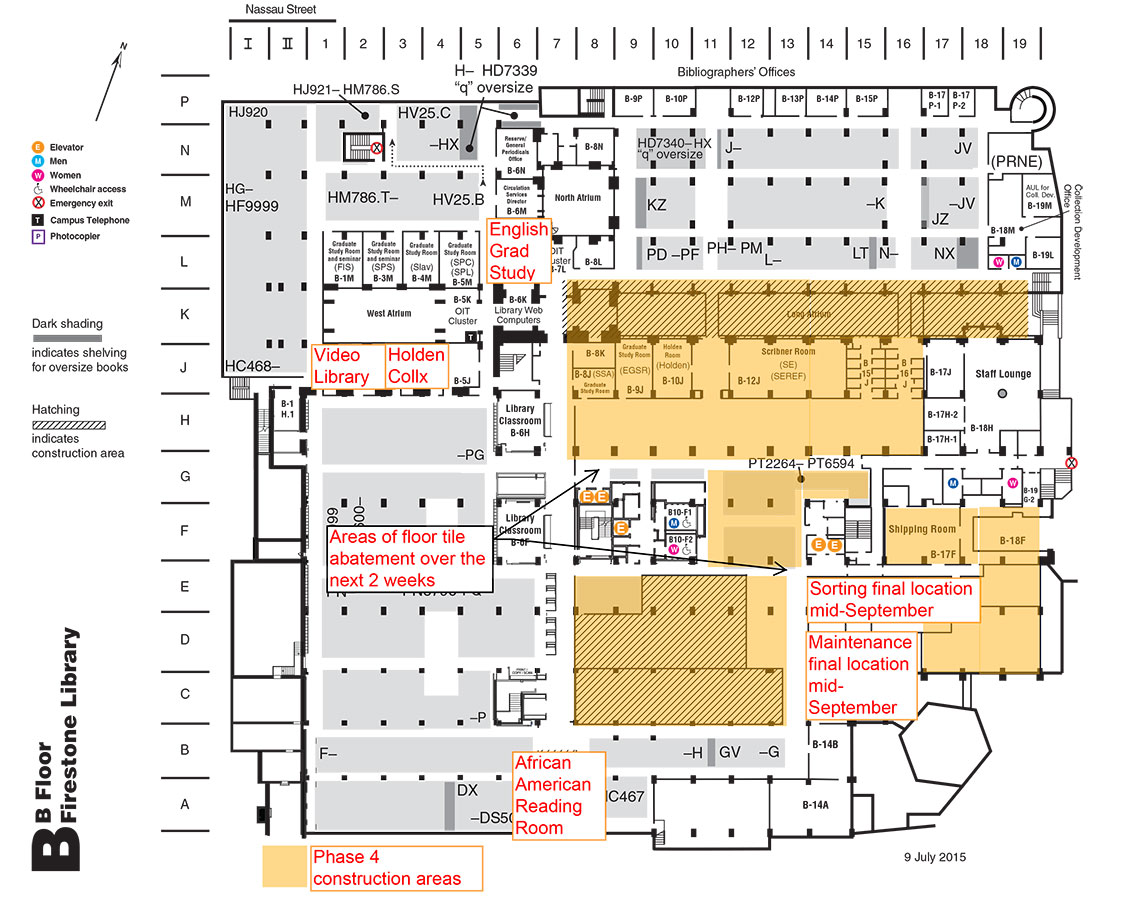 Nassau Street
N
I II 1 2 3 4 5 6 7 8 9 10 11 12 13 14 15 16 17 18 19
H– HD7339
"q" oversize
Bibliographers' Offices
HJ921–HM786.S
P
B-9P B-10P B-12P B-13P B-14P B-15P
B-17
P-1
B-17
P-2
HJ920
HV25.C
–HX
Reserve/
General
Periodicals
Office
B-6N
B-8N
HD7340–HX
"q" oversize
J–
JV
(PRNE)
N
Elevator
Men
Women
Wheelchair access
Emergency exit
Campus Telephone
Photocopier
HG–
HF9999
HM786.T–
HV25.B
Circulation
Services
Director
B-6M
North Atrium
KZ
–K
–JV
JZ
AUL for
Coll. Dev.
B-19M
B-18M
Collection Development
Office
M
English
Grad
Study
Graduate
Study Room
and seminar
(FIS)
B-1M
Graduate
Study Room
and seminar
(SPS)
B-3M
Graduate
Study Room
(Slav)
B-4M
Graduate
Study Room
(SPC)
(SPL)
B-5M
B-8L
PD –PF
PH– PM
L–
LT
N–
NX
B-19L
L
West Atrium
B-5K
OIT
Cluster
B-6K
Library Web
Computers
Long Atrium
K
Dark shading
indicates shelving
for oversize books
Hatching
indicates
construction area
HC468–
Video
Library
Holden
Collx
B-5J
B-8K
B-8J (SSA)
Graduate
Study Room
Graduate
Study Room
(EGSR)
B-9J
Holden
Room
(Holden)
B-10J
B-12J
Scribner Room
(SE)
(SEREF)
B
15
J
B
16
J
B-17J
Staff Lounge
J
B-1
H.1
Library
Classroom
B-6H
B-17H-2
B-17H-1
B-18H
H
–PG
PT2264– PT6594
B-19
G-2
G
Areas of floor tile
abatement over the
next 2 weeks
Library
Classroom
B-6F
B10-F1
B10-F2
Shipping Room
B-17F
B-18F
F
E
Sorting final location
mid-September
D
Maintenance
final location
mid-
September
C
–P
B
F–
–H
GV
–G
B-14B
A
DX
African
American
Reading
Room
B-14A
B
B Floor
Firestone Library
Phase 4
construction areas
9 July 2015